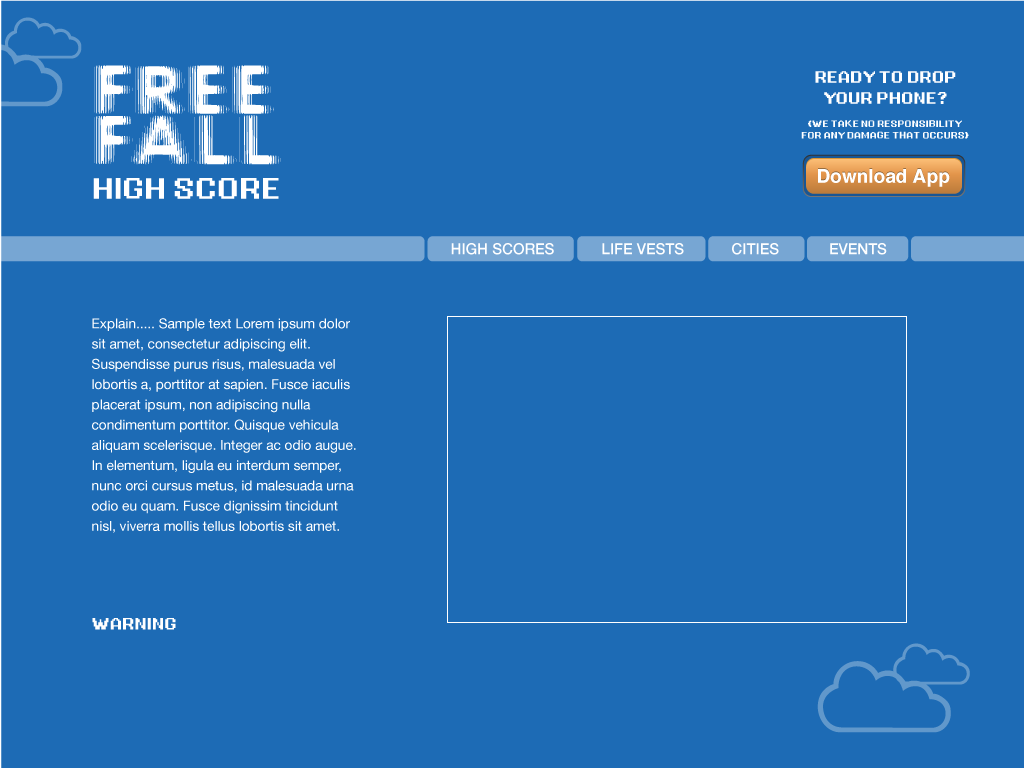 FREE
FALL
HIGH SCORE
READY TO DROP
YOUR PHONE?
(WE TAKE NO RESPONSIBILITY
FOR ANY DAMAGE THAT OCCURS)
Download App
HIGH SCORES
LIFE VESTS
CITIES
EVENTS
Explain..... Sample text Lorem ipsum dolor
sit amet, consectetur adipiscing elit.
Suspendisse purus risus, malesuada vel
lobortis a, porttitor at sapien. Fusce iaculis
placerat ipsum, non adipiscing nulla
condimentum porttitor. Quisque vehicula
aliquam scelerisque. Integer ac odio augue.
In elementum, ligula eu interdum semper,
nunc orci cursus metus, id malesuada urna
odio eu quam. Fusce dignissim tincidunt
nisl, viverra mollis tellus lobortis sit amet.
WARNING